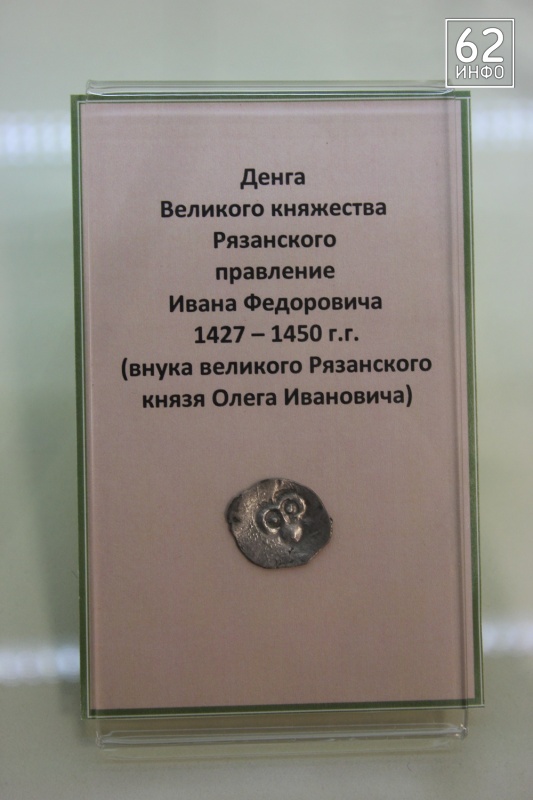 62
ИНФО
Денга
Великого княжества
Рязанского
правление
Ивана Федоровича
1427 – 1450 г.г.
(внука великого Рязанского
князя Олега Ивановича)